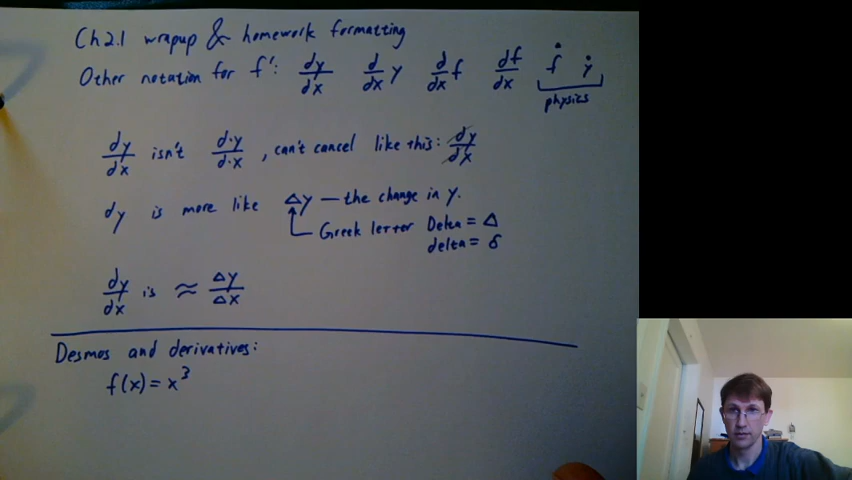 Ch 2.1 wrapup & homework formatting
Other notation for f': dy/dx d/dx y d/dx f df/dx ḟ ẏ
physics
dy/dx isn't d·y/d·x, can't cancel like this: dy/dx
dy is more like Δy — the change in y.
Greek letter Delta = Δ
delta = δ
dy/dx is ≈ Δy/Δx
Desmos and derivatives:
f(x) = x³